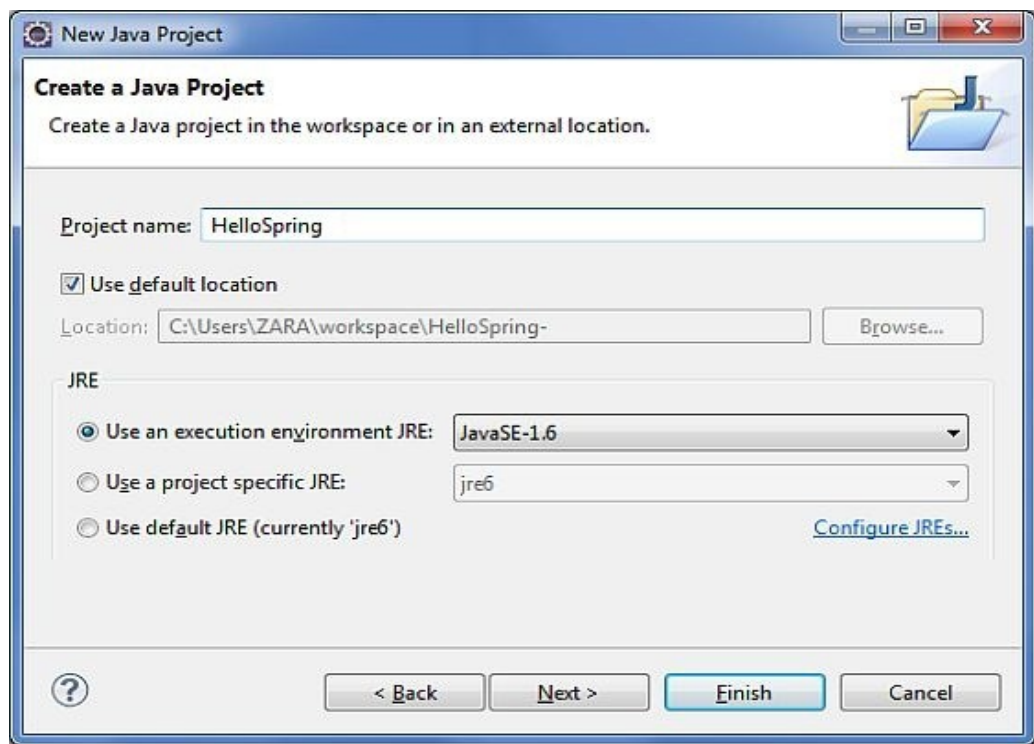 New Java Project
Create a Java Project
Create a Java project in the workspace or in an external location.
Project name: HelloSpring
Use default location
Location: C:\Users\ZARA\workspace\HelloSpring- Browse...
JRE
Use an execution environment JRE: JavaSE-1.6
Use a project specific JRE: jre6
Use default JRE (currently 'jre6') Configure JREs...
? < Back Next > Finish Cancel